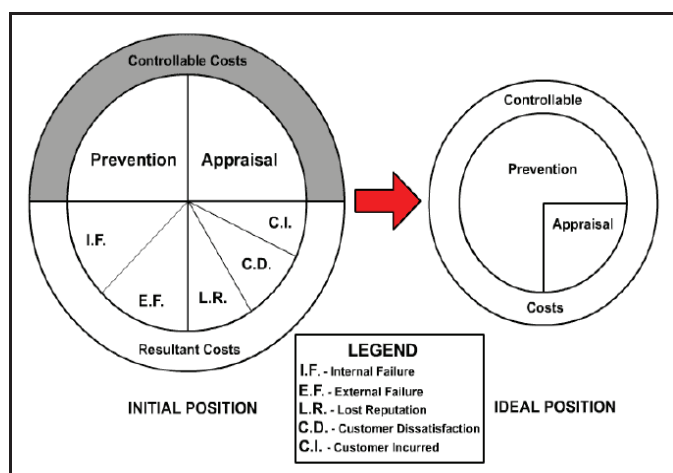 Controllable Costs
Prevention
Appraisal
I.F.
E.F.
L.R.
C.D.
C.I.
Resultant Costs
INITIAL POSITION
Controllable
Prevention
Appraisal
Costs
IDEAL POSITION
LEGEND
I.F. - Internal Failure
E.F. - External Failure
L.R. - Lost Reputation
C.D. - Customer Dissatisfaction
C.I. - Customer Incurred